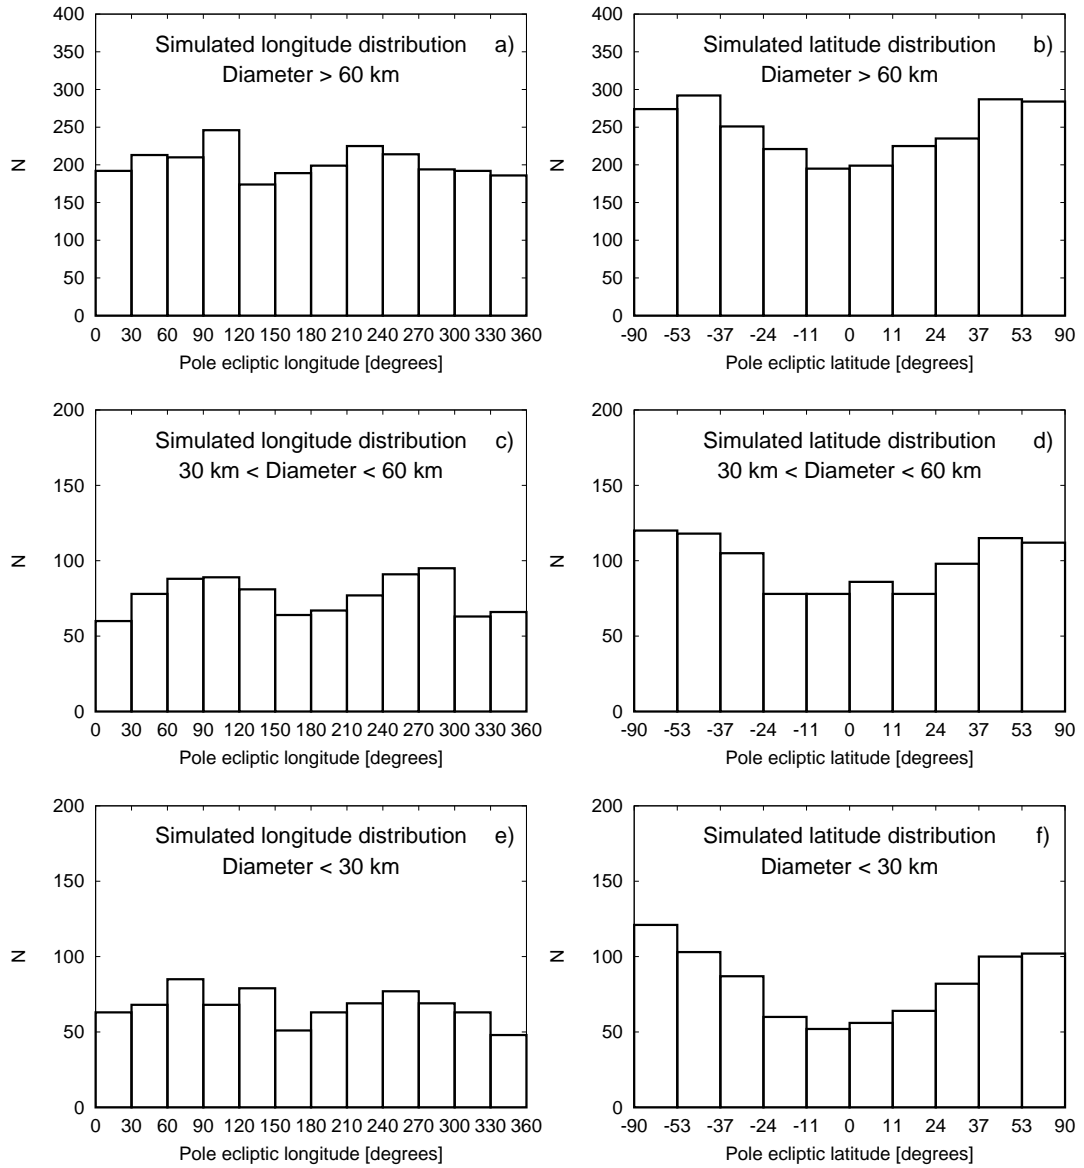 Simulated longitude distribution a)
Diameter > 60 km
400
350
300
250
200
150
100
50
0
N
0 30 60 90 120 150 180 210 240 270 300 330 360
Pole ecliptic longitude [degrees]
Simulated latitude distribution b)
Diameter > 60 km
400
350
300
250
200
150
100
50
0
N
-90 -53 -37 -24 -11 0 11 24 37 53 90
Pole ecliptic latitude [degrees]
Simulated longitude distribution c)
30 km < Diameter < 60 km
200
150
100
50
0
N
0 30 60 90 120 150 180 210 240 270 300 330 360
Pole ecliptic longitude [degrees]
Simulated latitude distribution d)
30 km < Diameter < 60 km
200
150
100
50
0
N
-90 -53 -37 -24 -11 0 11 24 37 53 90
Pole ecliptic latitude [degrees]
Simulated longitude distribution e)
Diameter < 30 km
200
150
100
50
0
N
0 30 60 90 120 150 180 210 240 270 300 330 360
Pole ecliptic longitude [degrees]
Simulated latitude distribution f)
Diameter < 30 km
200
150
100
50
0
N
-90 -53 -37 -24 -11 0 11 24 37 53 90
Pole ecliptic latitude [degrees]